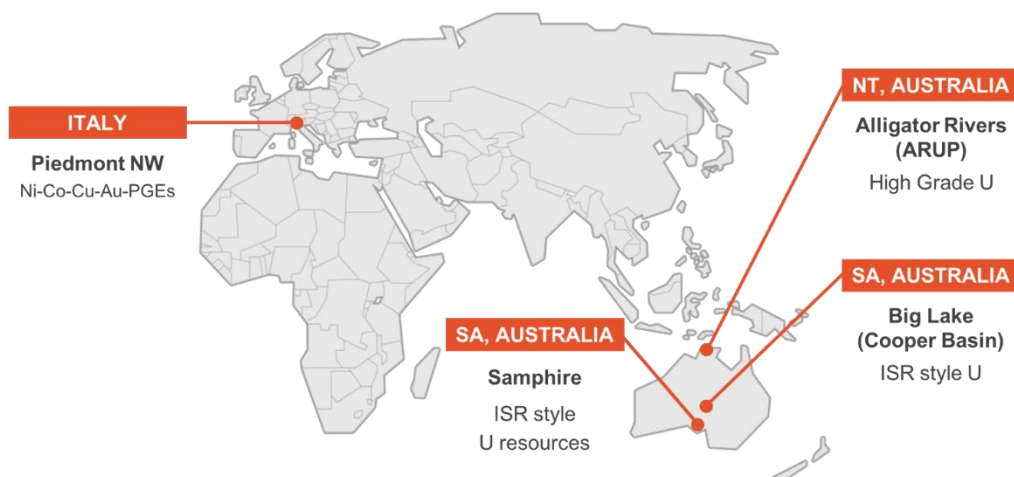 ITALY
Piedmont NW
Ni-Co-Cu-Au-PGEs
NT, AUSTRALIA
Alligator Rivers
(ARUP)
High Grade U
SA, AUSTRALIA
Big Lake
(Cooper Basin)
ISR style U
SA, AUSTRALIA
Samphire
ISR style
U resources